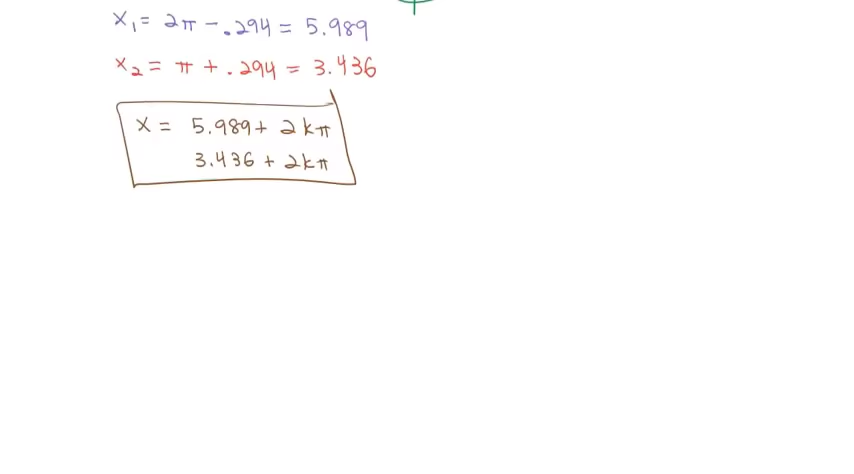 x₁ = 2π - .294 = 5.989
x₂ = π + .294 = 3.436
x = 5.989 + 2kπ
3.436 + 2kπ